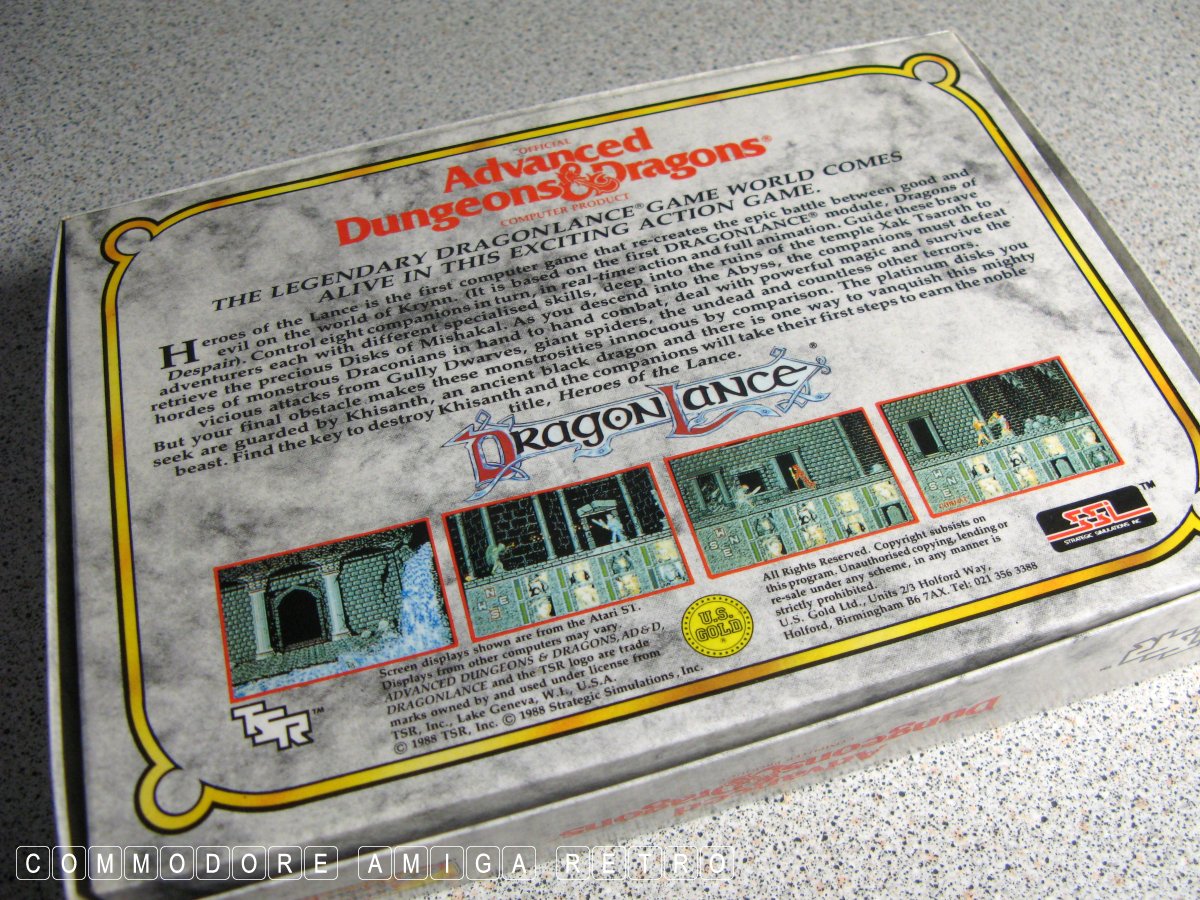 OFFICIAL
Advanced
Dungeons & Dragons®
COMPUTER PRODUCT
THE LEGENDARY DRAGONLANCE® GAME WORLD COMES
ALIVE IN THIS EXCITING ACTION GAME.
Heroes of the Lance is the first computer game that re-creates the epic battle between good and
evil on the world of Krynn. (It is based on the first DRAGONLANCE® module, Dragons of
Despair). Control eight companions in turn, in real-time action and full animation. Guide these brave
adventurers each with different specialised skills, deep into the ruins of the temple Xak Tsaroth to
retrieve the precious Disks of Mishakal. As you descend into the Abyss, the companions must defeat
hordes of monstrous Draconians in hand to hand combat, deal with powerful magic and survive the
vicious attacks from Gully Dwarves, giant spiders, the undead and countless other terrors.
But your final obstacle makes these monstrosities innocuous by comparison. The platinum disks you
seek are guarded by Khisanth, an ancient black dragon and there is one way to vanquish this mighty
beast. Find the key to destroy Khisanth and the companions will take their first steps to earn the noble
title, Heroes of the Lance.
DRAGONLANCE®
TSR™
Screen displays shown are from the Atari ST.
Displays from other computers may vary.
ADVANCED DUNGEONS & DRAGONS, AD&D,
DRAGONLANCE and the TSR logo are trade
marks owned by and used under license from
TSR, Inc., Lake Geneva, W.I., U.S.A.
© 1988 TSR, Inc. © 1988 Strategic Simulations, Inc.
U.S.
GOLD
All Rights Reserved. Copyright subsists on
this program. Unauthorised copying, lending or
re-sale under any scheme, in any manner is
strictly prohibited.
U.S. Gold Ltd., Units 2/3 Holford Way,
Holford, Birmingham B6 7AX. Tel: 021 356 3388
SSI™
STRATEGIC SIMULATIONS INC
Advanced
Dungeons & Dragons
COMMODORE AMIGA RETRO